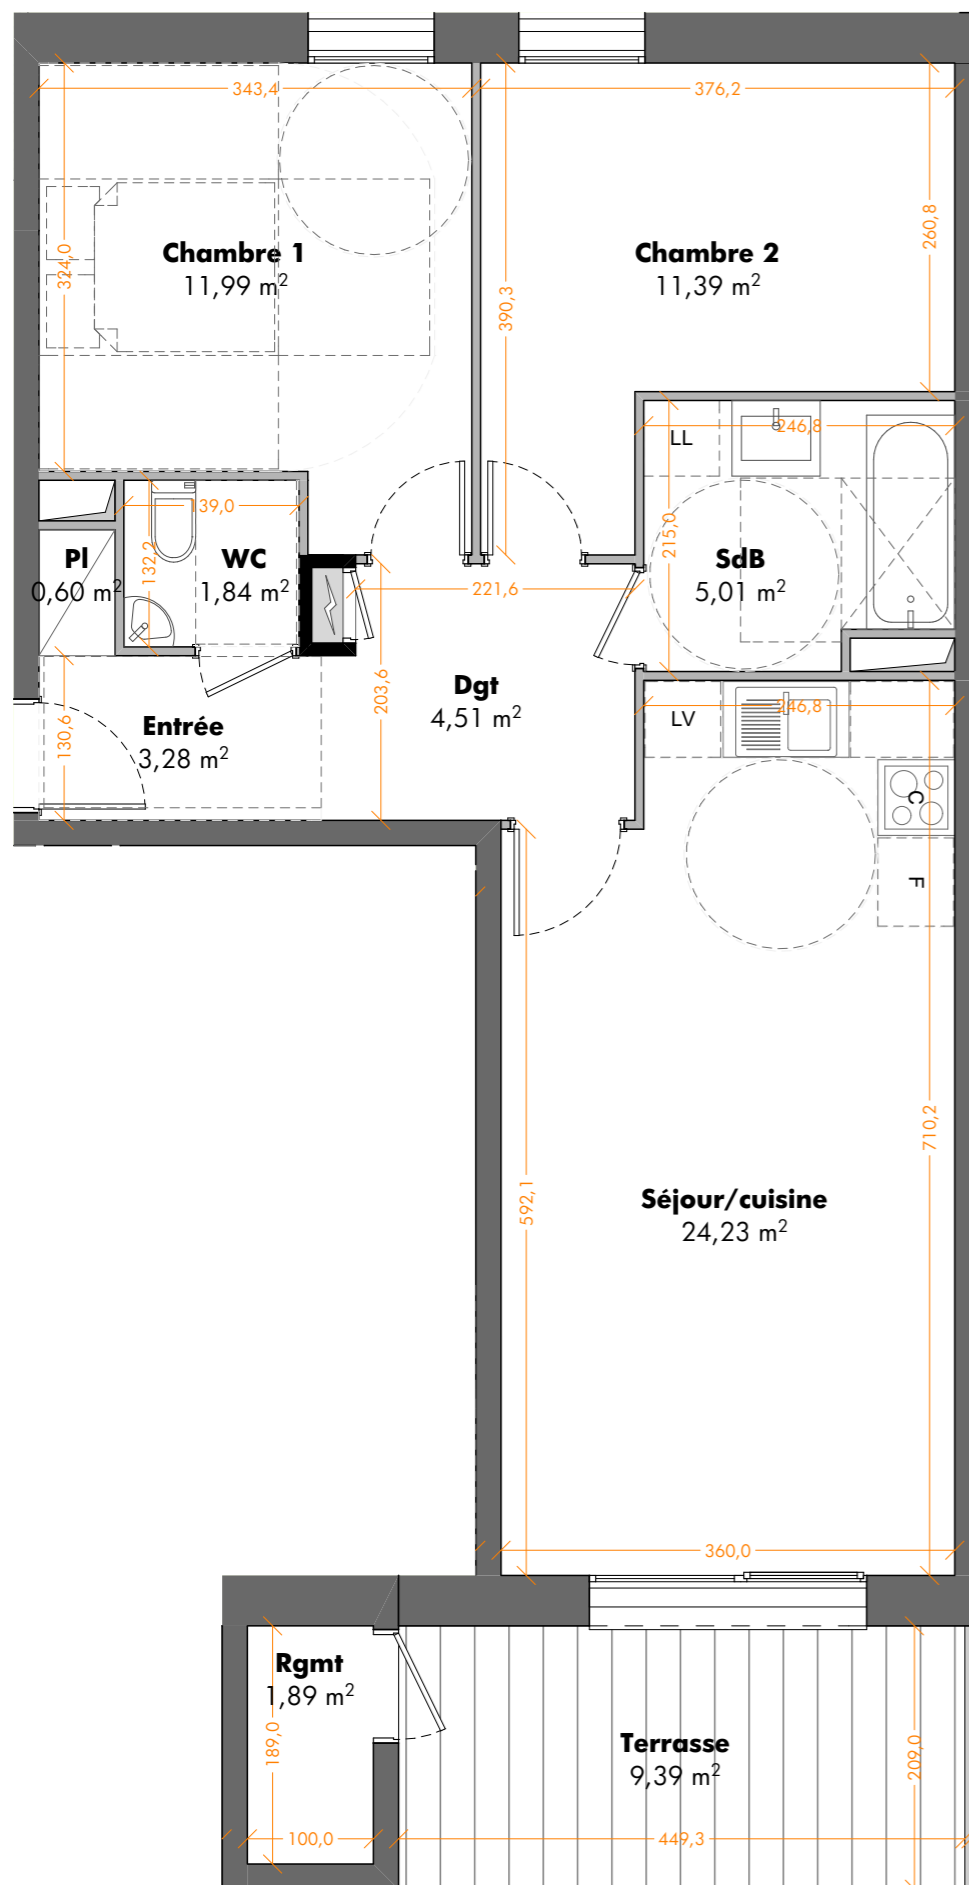 343,4
376,2
324,0
Chambre 1
11,99 m²
390,3
Chambre 2
11,39 m²
260,8
139,0
132,2
Pl
0,60 m²
WC
1,84 m²
221,6
LL
246,8
215,0
SdB
5,01 m²
203,6
Dgt
4,51 m²
130,6
Entrée
3,28 m²
LV
246,8
C
F
592,1
710,2
Séjour/cuisine
24,23 m²
360,0
Rgmt
1,89 m²
189,0
100,0
Terrasse
9,39 m²
209,0
449,3